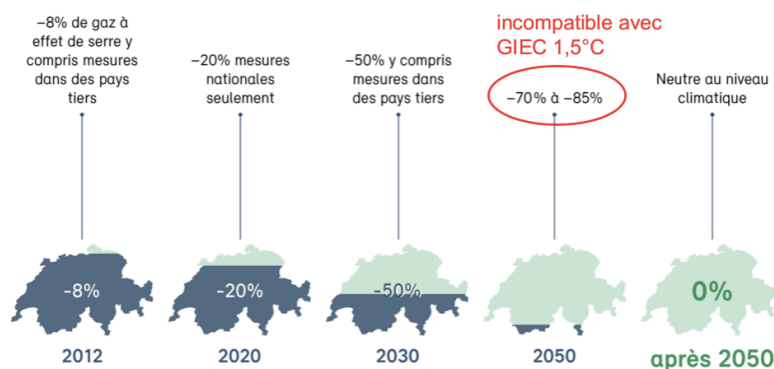 –8% de gaz à
effet de serre y
compris mesures
dans des pays
tiers
–20% mesures
nationales
seulement
–50% y compris
mesures dans
des pays tiers
incompatible avec
GIEC 1,5°C
–70% à –85%
Neutre au niveau
climatique
-8%
-20%
-50%
0%
2012
2020
2030
2050
après 2050